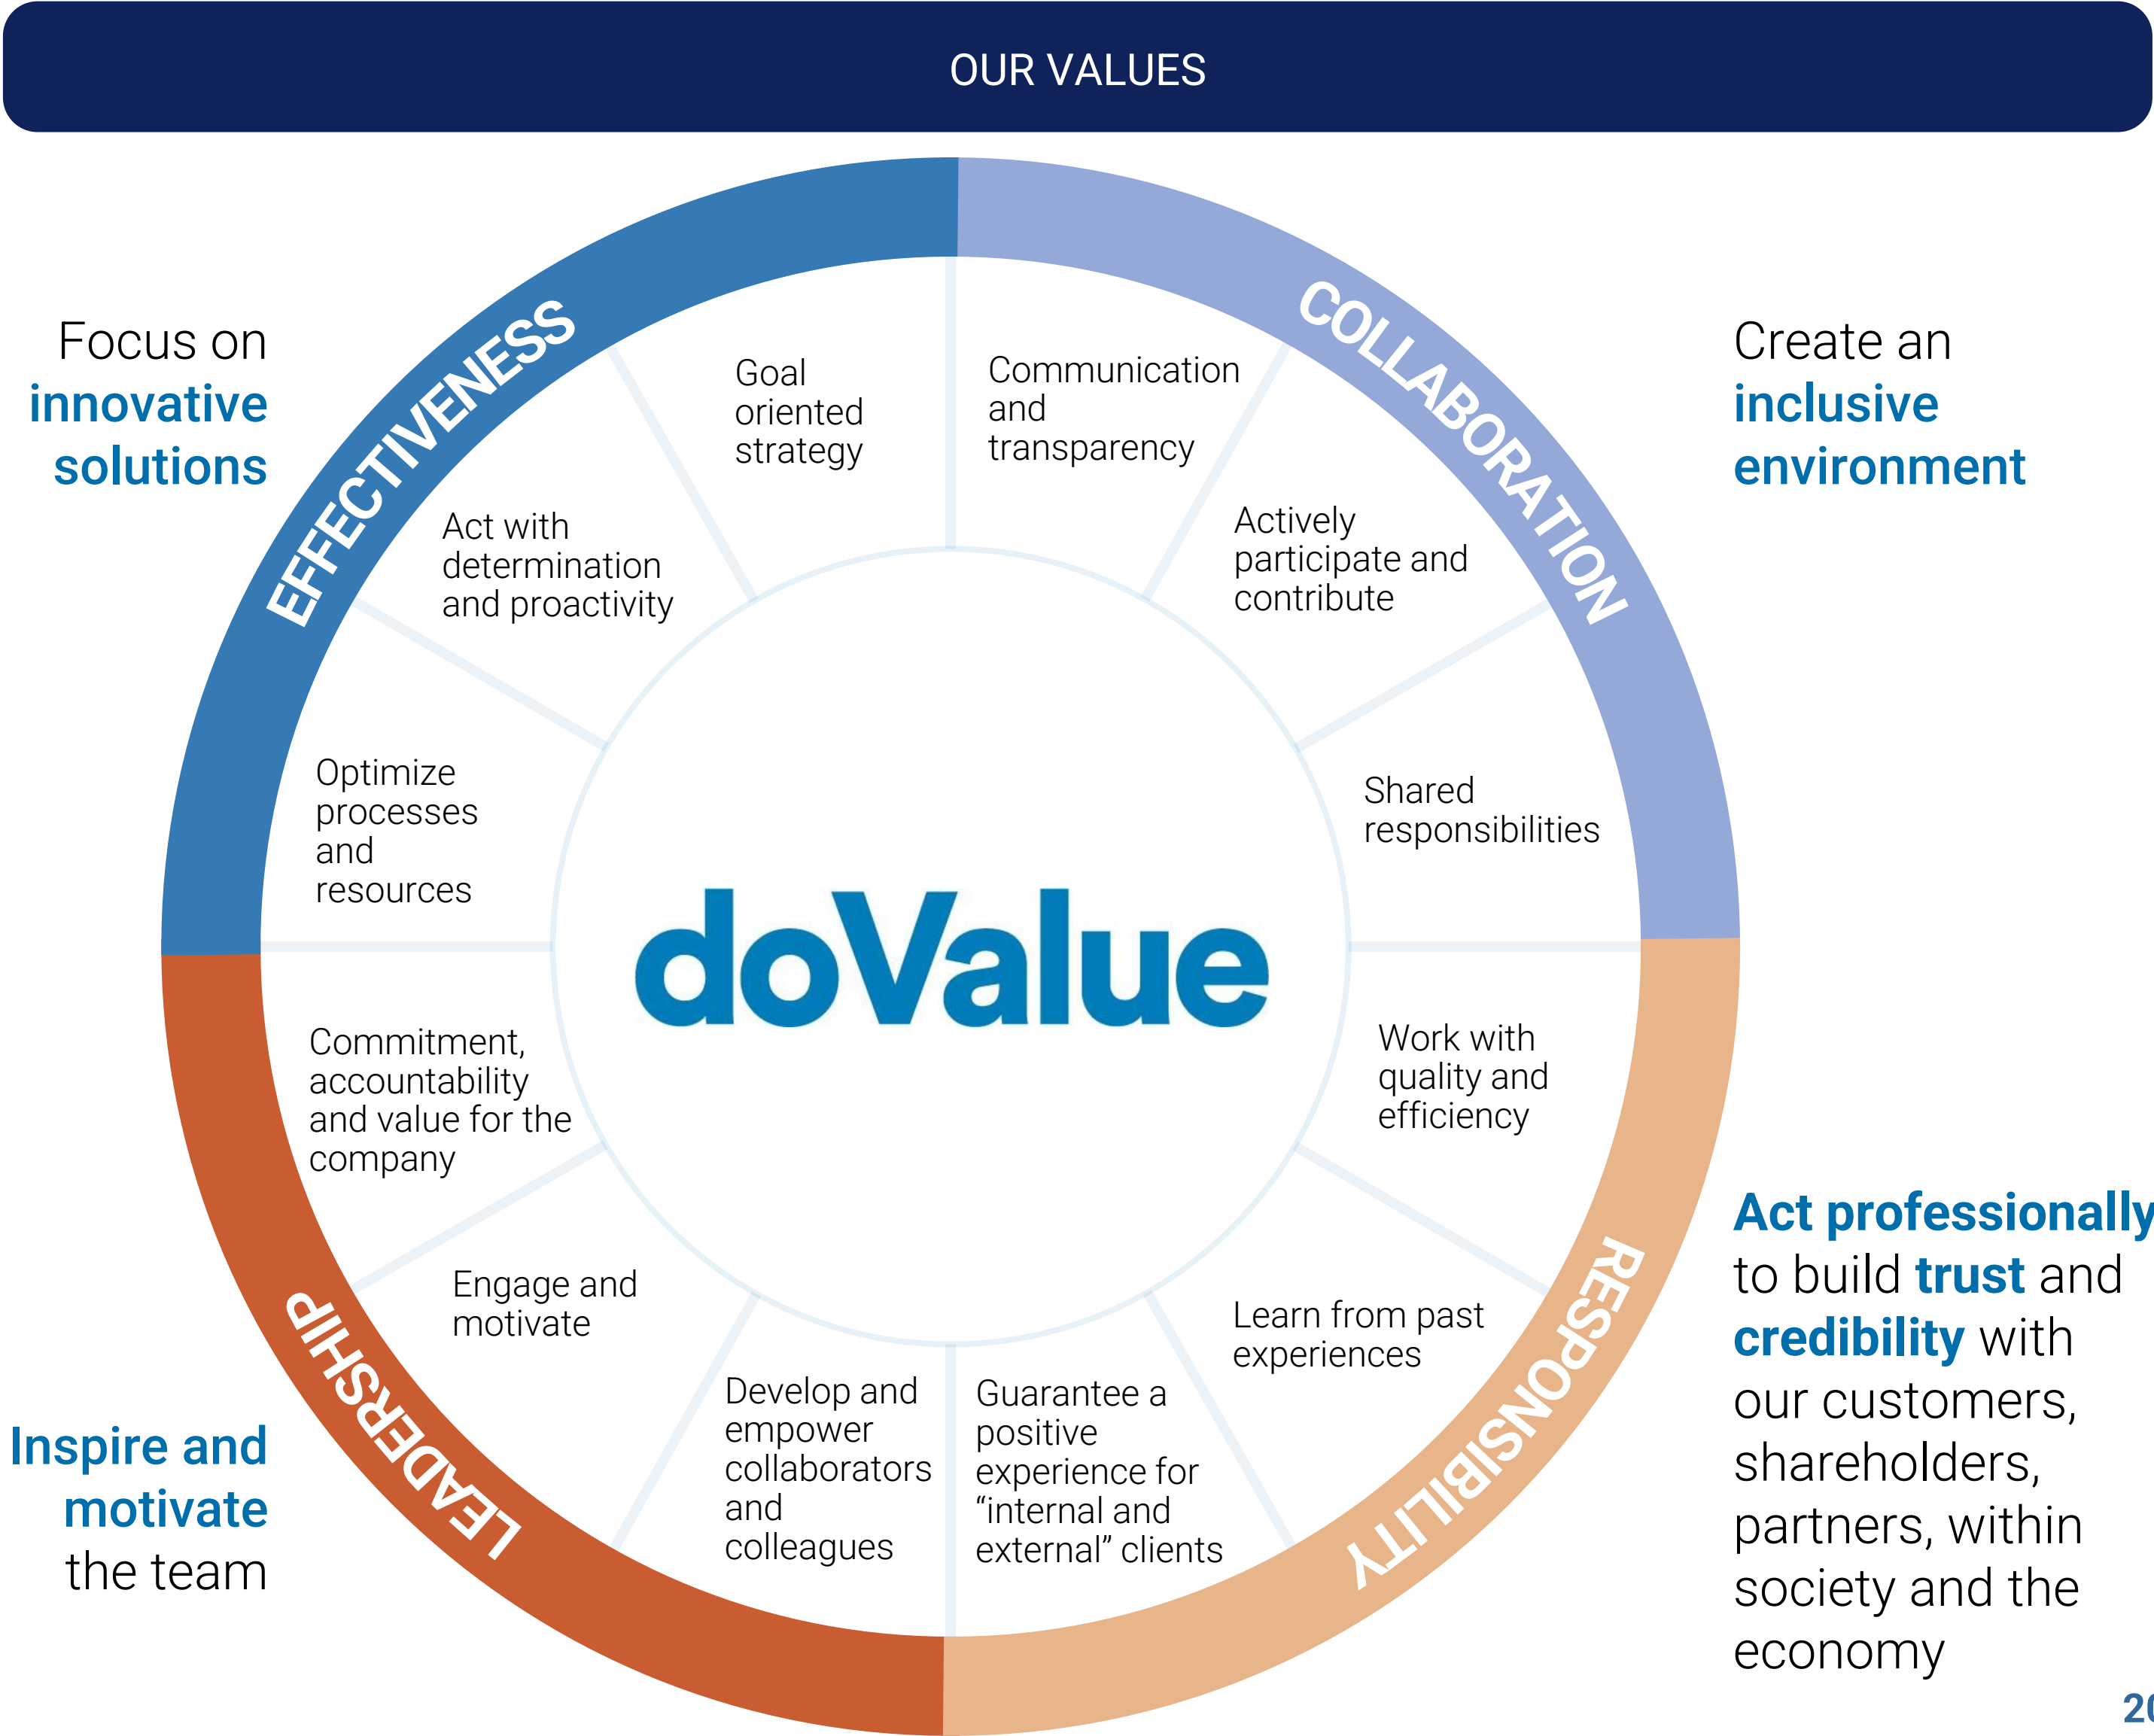 OUR VALUES
Focus on
innovative
solutions
EFFECTIVENESS
Goal
oriented
strategy
Act with
determination
and proactivity
Optimize
processes
and
resources
COLLABORATION
Communication
and
transparency
Actively
participate and
contribute
Shared
responsibilities
Create an
inclusive
environment
doValue
LEADERSHIP
Commitment,
accountability
and value for the
company
Engage and
motivate
Develop and
empower
collaborators
and
colleagues
Inspire and
motivate
the team
RESPONSIBILITY
Work with
quality and
efficiency
Learn from past
experiences
Guarantee a
positive
experience for
“internal and
external” clients
Act professionally
to build trust and
credibility with
our customers,
shareholders,
partners, within
society and the
economy